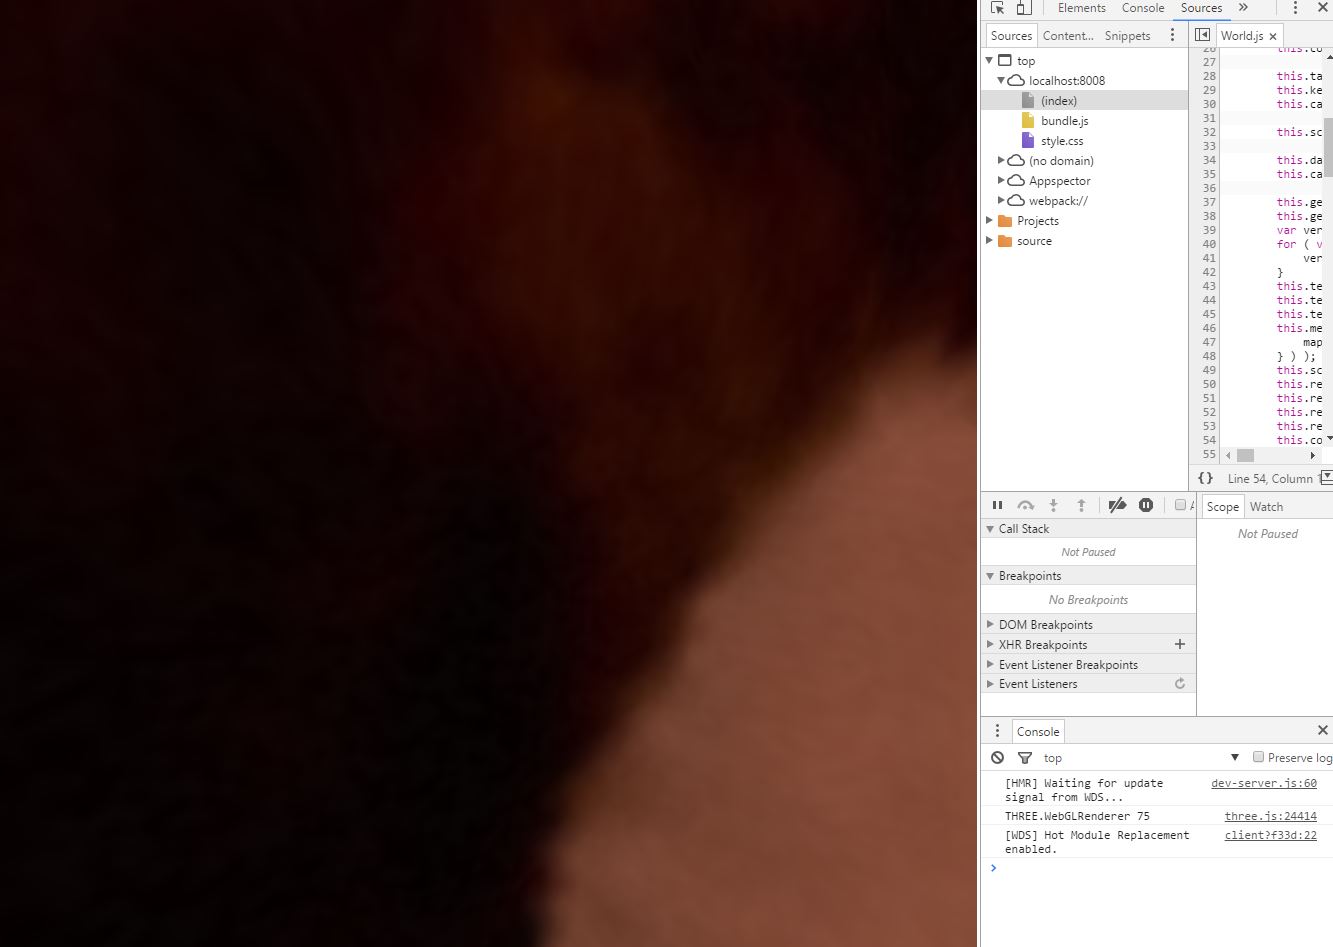 Elements Console Sources »
Sources Content... Snippets World.js ×
top
localhost:8008
(index)
bundle.js
style.css
(no domain)
Appspector
webpack://
Projects
source
26 this.co
27
28 this.ta
29 this.ke
30 this.ca
31
32 this.sc
33
34 this.da
35 this.ca
36
37 this.ge
38 this.ge
39 var ver
40 for ( v
41 ver
42 }
43 this.te
44 this.te
45 this.te
46 this.me
47 map
48 } ) );
49 this.sc
50 this.re
51 this.re
52 this.re
53 this.re
54 this.co
55
{} Line 54, Column
Scope Watch
Call Stack
Not Paused
Not Paused
Breakpoints
No Breakpoints
DOM Breakpoints
XHR Breakpoints
Event Listener Breakpoints
Event Listeners
Console
top Preserve log
[HMR] Waiting for update dev-server.js:60
signal from WDS...
THREE.WebGLRenderer 75 three.js:24414
[WDS] Hot Module Replacement client?f33d:22
enabled.